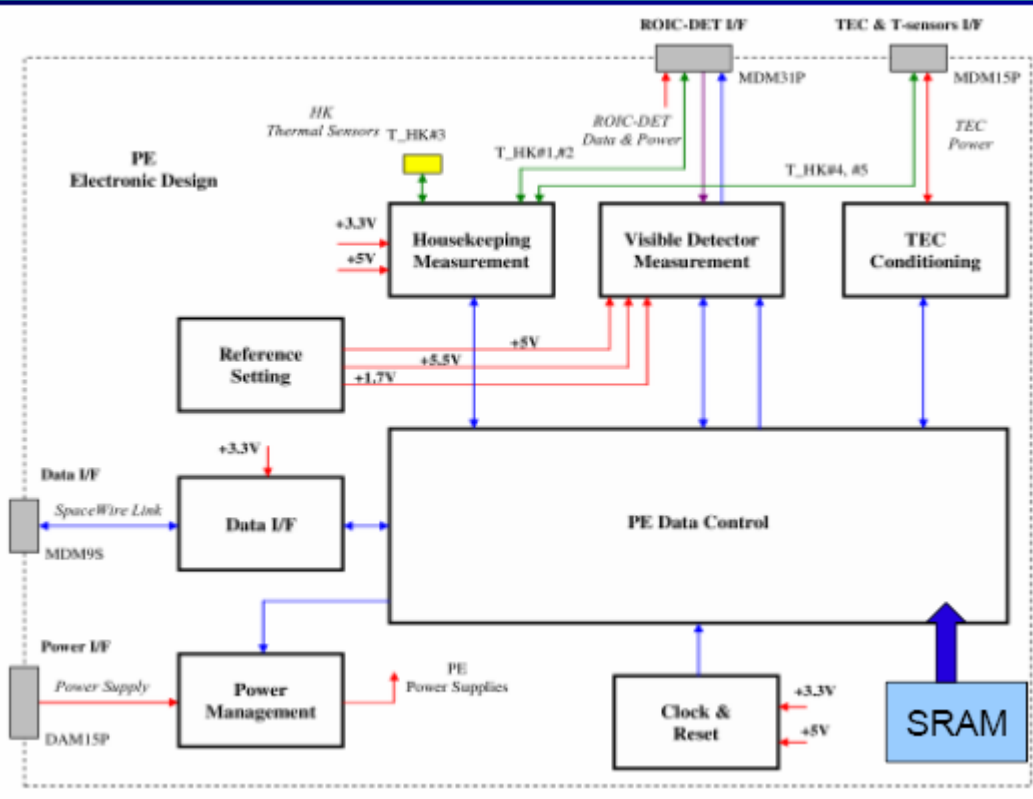 ROIC-DET I/F
TEC & T-sensors I/F
MDM31P
MDM15P
HK
Thermal Sensors
T_HK#3
ROIC-DET
Data & Power
TEC
Power
PE
Electronic Design
T_HK#1,#2
T_HK#4, #5
+3.3V
+5V
Housekeeping
Measurement
Visible Detector
Measurement
TEC
Conditioning
Reference
Setting
+5V
+5.5V
+1.7V
+3.3V
Data I/F
SpaceWire Link
MDM9S
Data I/F
PE Data Control
Power I/F
Power Supply
DAM15P
Power
Management
PE
Power Supplies
Clock &
Reset
+3.3V
+5V
SRAM